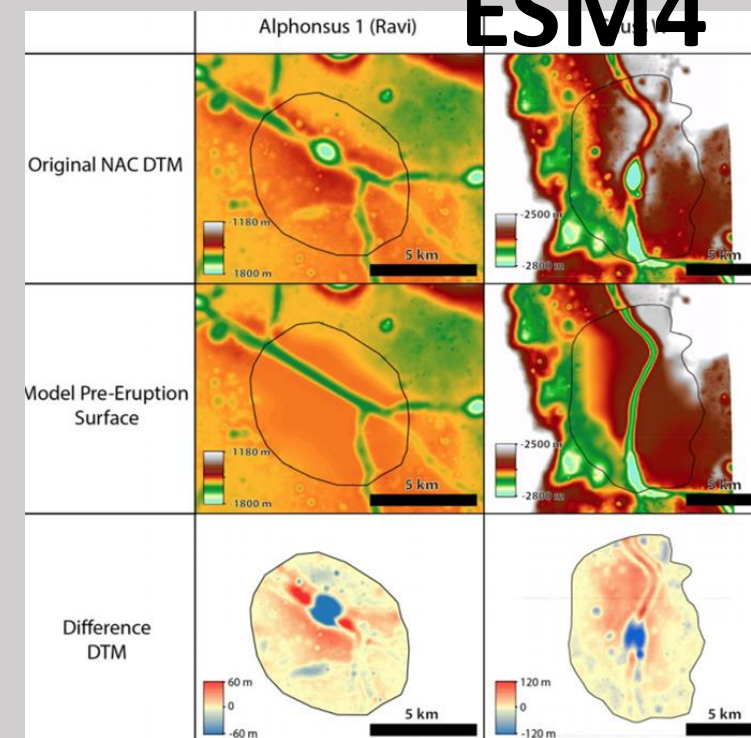 ESM4
Alphonsus 1 (Ravi)
Original NAC DTM
-1180 m
1800 m
5 km
-2500 m
-2800 m
5 km
Model Pre-Eruption
Surface
1180 m
1800 m
5 km
-2500 m
-2800 m
5 km
Difference
DTM
60 m
0
-60 m
5 km
120 m
0
-120 m
5 km